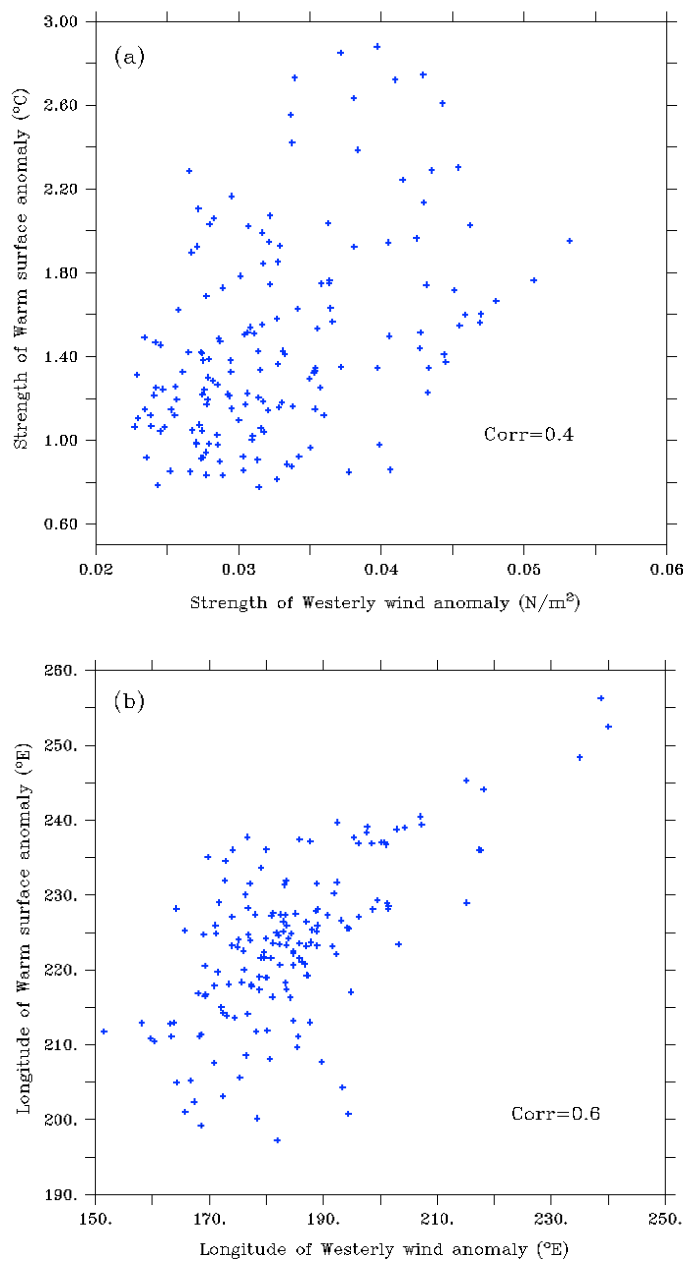 (a)
3.00
2.60
2.20
1.80
1.40
1.00
0.60
Strength of Warm surface anomaly (°C)
Corr=0.4
0.02 0.03 0.04 0.05 0.06
Strength of Westerly wind anomaly (N/m²)
(b)
260.
250.
240.
230.
220.
210.
200.
190.
Longitude of Warm surface anomaly (°E)
Corr=0.6
150. 170. 190. 210. 230. 250.
Longitude of Westerly wind anomaly (°E)